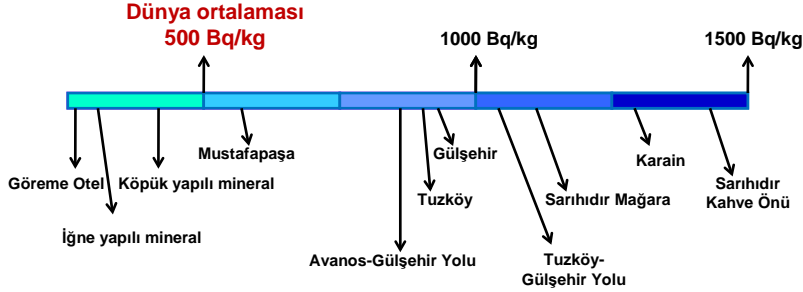 Dünya ortalaması
500 Bq/kg
1000 Bq/kg
1500 Bq/kg
Mustafapaşa
Gülşehir
Karain
Göreme Otel
Köpük yapılı mineral
Tuzköy
Sarıhıdır Mağara
Sarıhıdır
Kahve Önü
İğne yapılı mineral
Avanos-Gülşehir Yolu
Tuzköy-
Gülşehir Yolu